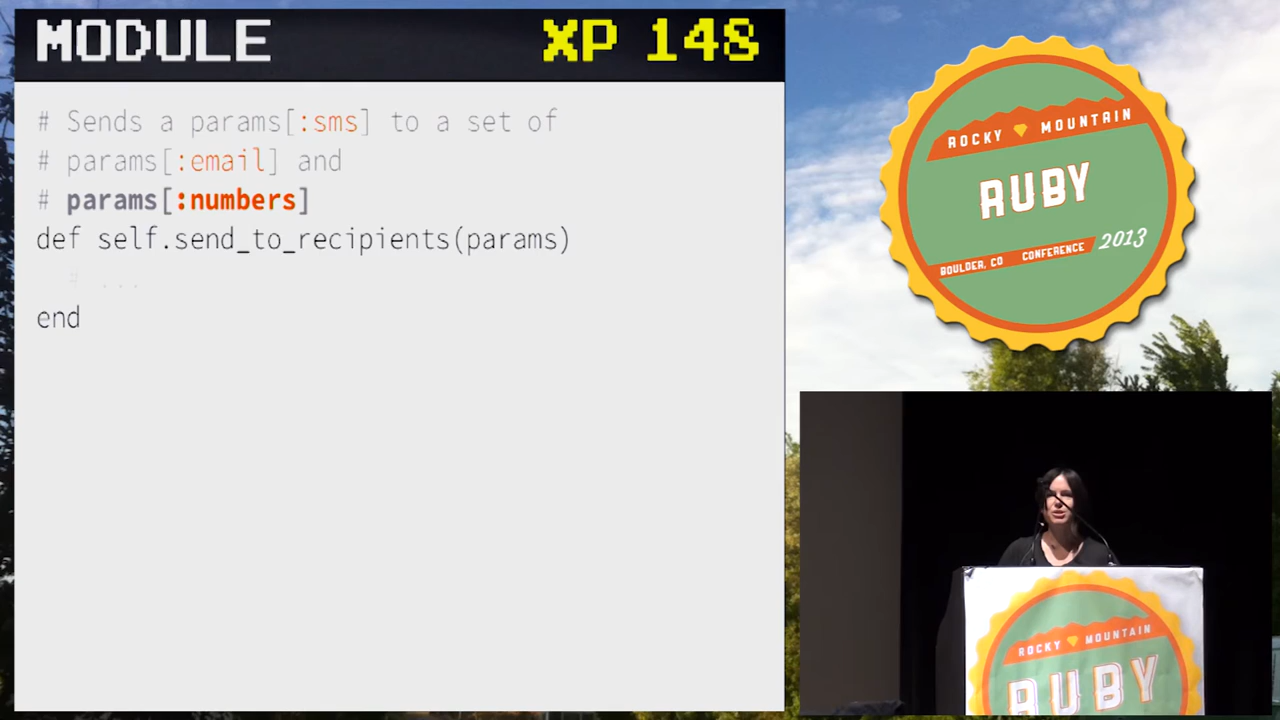 MODULE XP 148
# Sends a params[:sms] to a set of
# params[:email] and
# params[:numbers]
def self.send_to_recipients(params)
# ...
end
ROCKY MOUNTAIN
RUBY
BOULDER, CO CONFERENCE 2013
ROCKY MOUNTAIN
RUBY